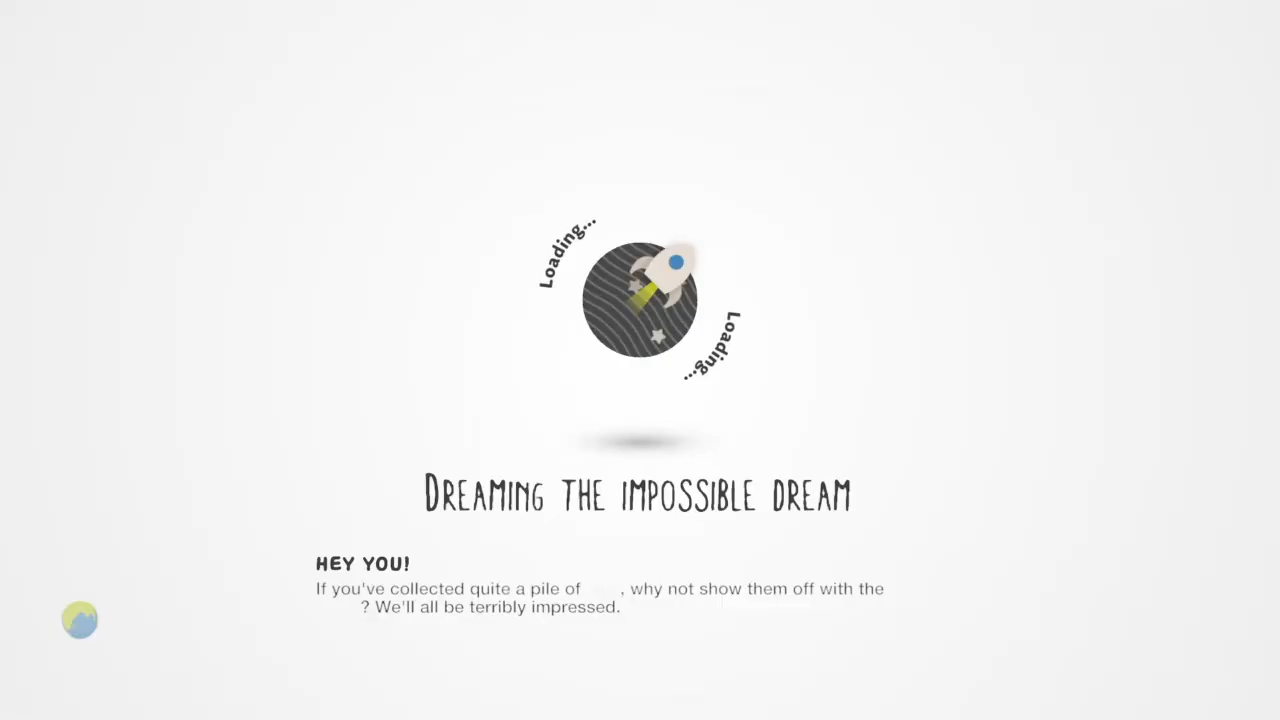 Loading...
Loading...
Dreaming the impossible dream
HEY YOU!
If you've collected quite a pile of , why not show them off with the
? We'll all be terribly impressed.